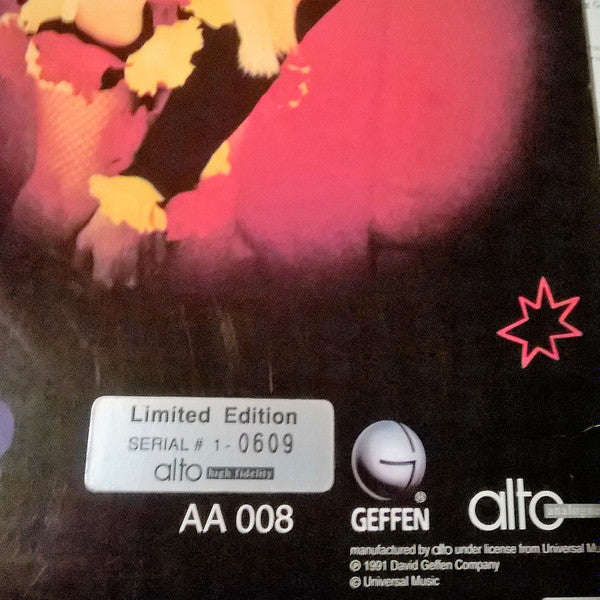 Limited Edition
SERIAL # 1 - 0609
alto high fidelity
AA 008
GEFFEN ®
alto analogue
manufactured by alto under license from Universal
℗ 1991 David Geffen Company
© Universal Music